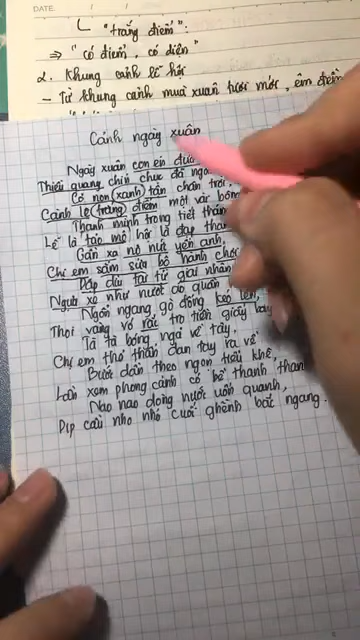 DATE / /
"trắng điểm":
⇒ "có điểm, có diện"
2. Khung cảnh lễ hội
- Từ khung cảnh mùa xuân tươi mới, êm đềm
Cảnh ngày xuân
Ngày xuân con én đưa
Thiều quang chín chục đã ngo
Cỏ non (xanh) tận chân trời.
Cành lê (trắng) điểm một vài bông
Thanh minh trong tiết thán
Lễ là tảo mộ hội là đạp tha
Gần xa nô nức yến anh,
Chị em sắm sửa bộ hành chơi
Dập dìu tài tử giai nhân
Ngựa xe như nước áo quần
Ngổn ngang gò đống kéo lên,
Thoi vàng vó rắc tro tiền giấy bay
Tà tà bóng ngả về tây,
Chị em thơ thẩn dan tay ra về
Bước dần theo ngọn tiểu khê,
Lần xem phong cảnh có bề thanh than
Nao nao dòng nước uốn quanh,
Dịp cầu nho nhỏ cuối ghềnh bắc ngang.